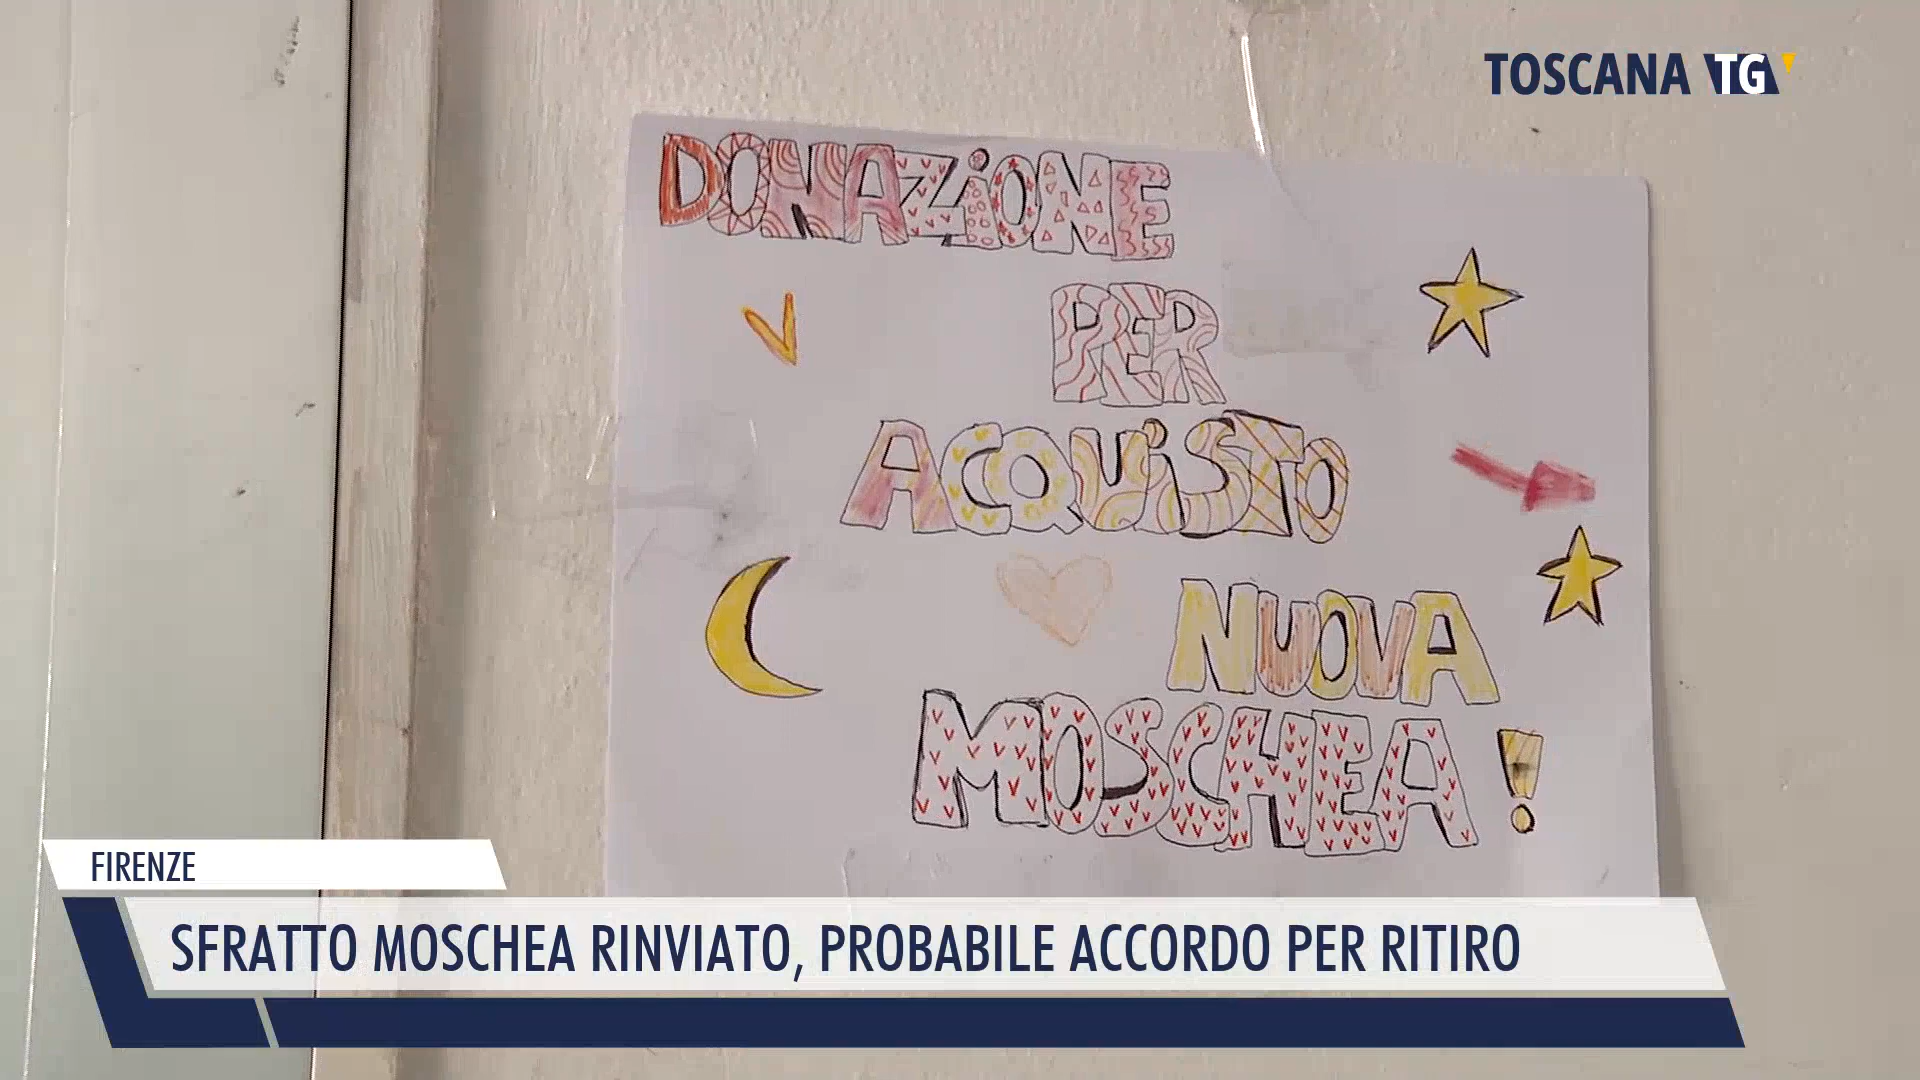 TOSCANA TG
DONAZIONE
PER
ACQUISTO
NUOVA
MOSCHEA!
FIRENZE
SFRATTO MOSCHEA RINVIATO, PROBABILE ACCORDO PER RITIRO